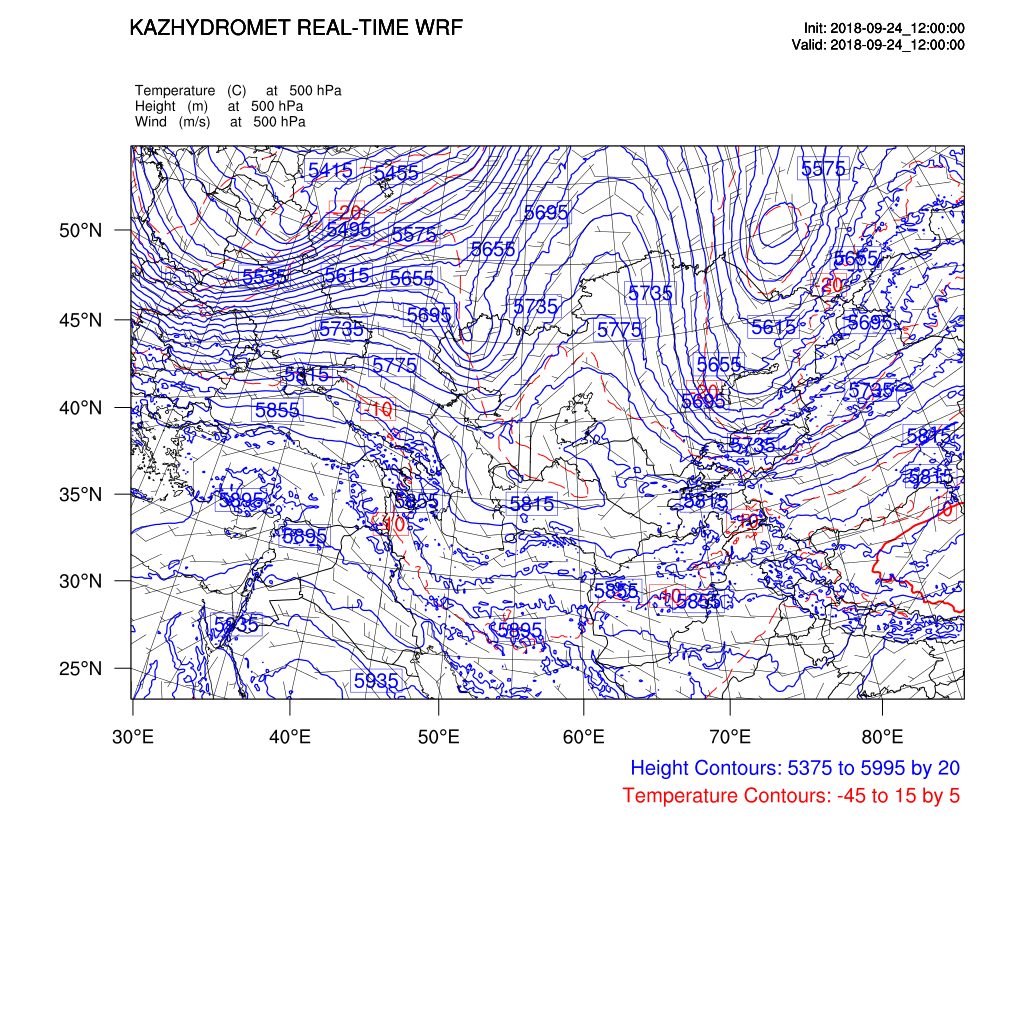 KAZHYDROMET REAL-TIME WRF
Init: 2018-09-24_12:00:00
Valid: 2018-09-24_12:00:00
Temperature (C) at 500 hPa
Height (m) at 500 hPa
Wind (m/s) at 500 hPa
5415 5455 5575
-20 5695
50°N 5495 5575
5655 5655
5535 5615 5655 -20
5735 5735
45°N 5735 5695 5775 5615 5695
5815 5775 5655
-20 5735
40°N 5855 -10 5695
5735 5815
5815
35°N 5895 5855 5815 5815
-10 0
5895
30°N 5855 5855
5935 5895
25°N 5935
30°E 40°E 50°E 60°E 70°E 80°E
Height Contours: 5375 to 5995 by 20
Temperature Contours: -45 to 15 by 5